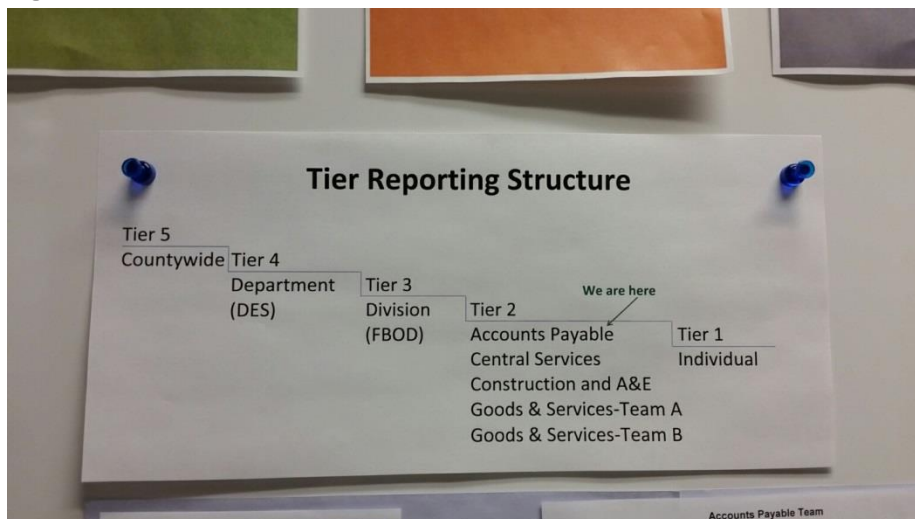 Tier Reporting Structure
Tier 5
Countywide
Tier 4
Department
(DES)
Tier 3
Division
(FBOD)
We are here
Tier 2
Accounts Payable
Central Services
Construction and A&E
Goods & Services-Team A
Goods & Services-Team B
Tier 1
Individual
Accounts Payable Team